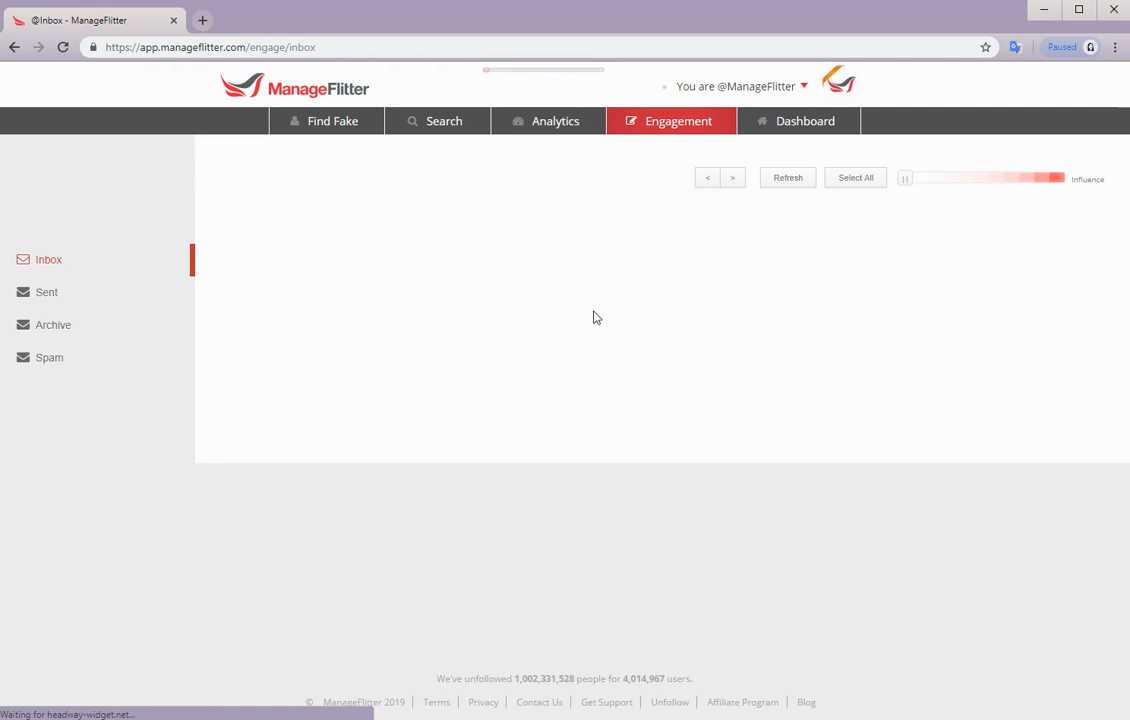 @Inbox - ManageFlitter
https://app.manageflitter.com/engage/inbox
Paused
ManageFlitter
You are @ManageFlitter
Find Fake
Search
Analytics
Engagement
Dashboard
<
>
Refresh
Select All
Influence
Inbox
Sent
Archive
Spam
We've unfollowed 1,002,331,528 people for 4,014,967 users.
© ManageFlitter 2019 | Terms | Privacy | Contact Us | Get Support | Unfollow | Affiliate Program | Blog
Waiting for headway-widget.net...